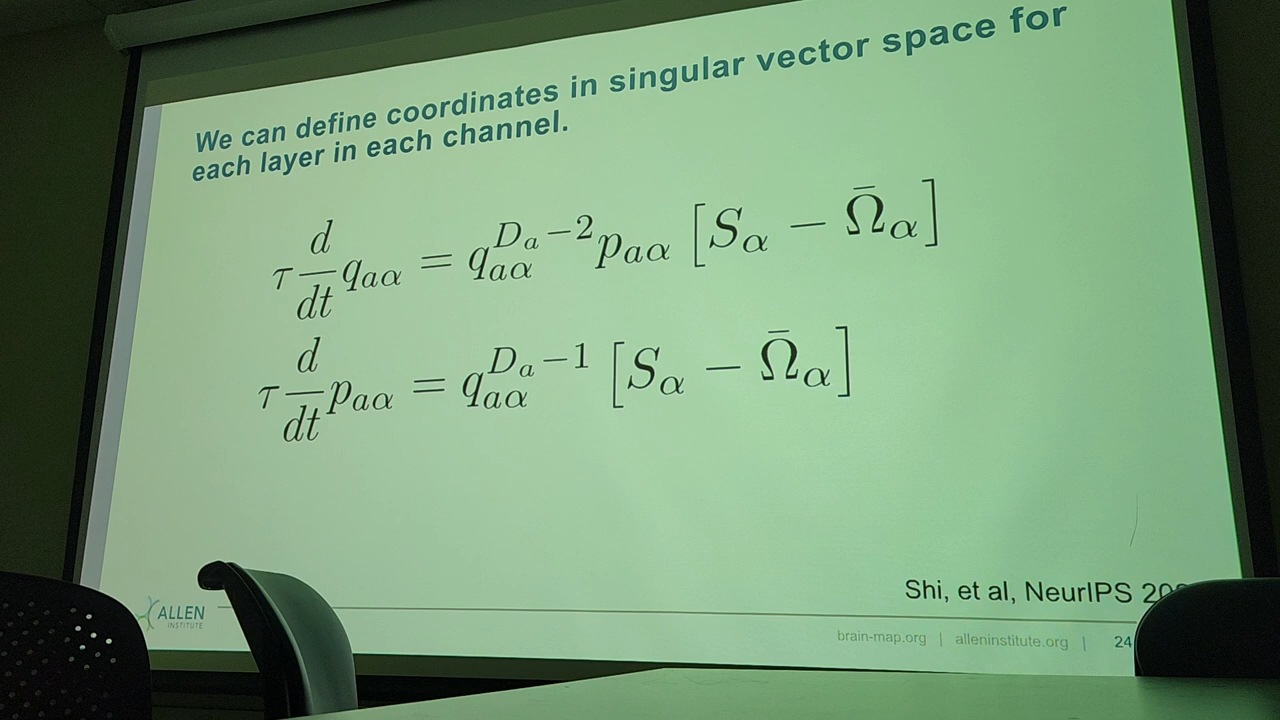 We can define coordinates in singular vector space for
each layer in each channel.
τ d/dt q_{aα} = q_{aα}^{D_a−2} p_{aα} [S_α − Ω̄_α]
τ d/dt p_{aα} = q_{aα}^{D_a−1} [S_α − Ω̄_α]
Shi, et al, NeurIPS
ALLEN
INSTITUTE
brain-map.org | alleninstitute.org | 24